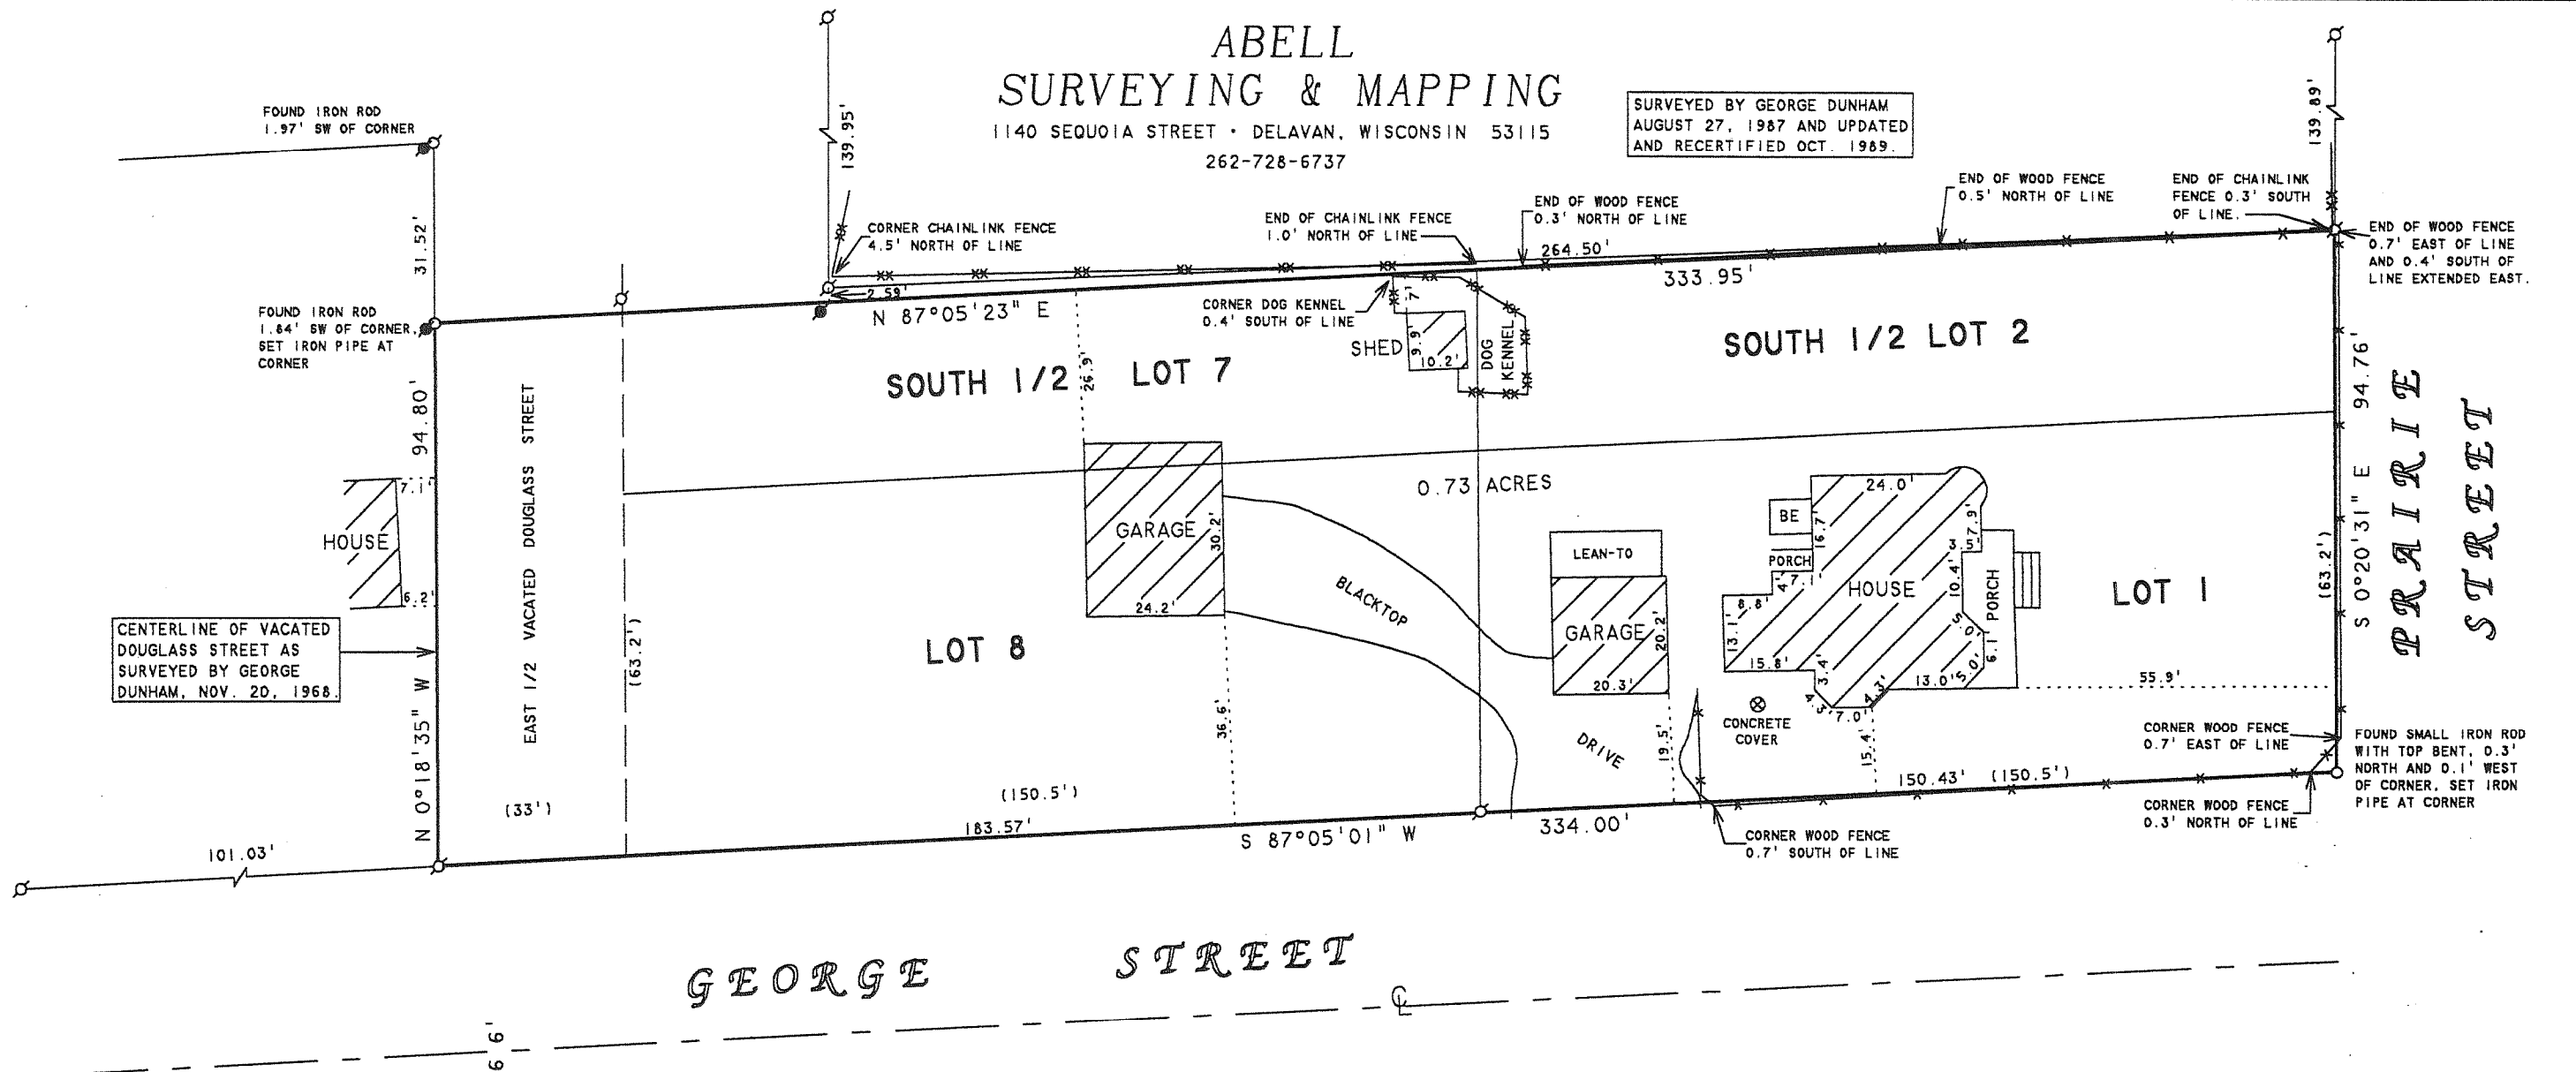 ABELL
SURVEYING & MAPPING
1140 SEQUOIA STREET • DELAVAN, WISCONSIN 53115
262-728-6737
SURVEYED BY GEORGE DUNHAM
AUGUST 27, 1987 AND UPDATED
AND RECERTIFIED OCT. 1989.
FOUND IRON ROD
1.97' SW OF CORNER
31.52'
139.95'
139.89'
CORNER CHAINLINK FENCE
4.5' NORTH OF LINE
END OF CHAINLINK FENCE
1.0' NORTH OF LINE
END OF WOOD FENCE
0.3' NORTH OF LINE
END OF WOOD FENCE
0.5' NORTH OF LINE
END OF CHAINLINK
FENCE 0.3' SOUTH
OF LINE.
END OF WOOD FENCE
0.7' EAST OF LINE
AND 0.4' SOUTH OF
LINE EXTENDED EAST.
264.50'
333.95'
2.59'
N 87°05'23" E
FOUND IRON ROD
1.84' SW OF CORNER,
SET IRON PIPE AT
CORNER
CORNER DOG KENNEL
0.4' SOUTH OF LINE
7'
SHED
9.9'
10.2'
DOG
KENNEL
SOUTH 1/2 LOT 7
26.9'
SOUTH 1/2 LOT 2
94.80'
94.76'
EAST 1/2 VACATED DOUGLASS STREET
PRAIRIE
STREET
0.73 ACRES
7.1'
HOUSE
6.2'
GARAGE
30.2'
24.2'
BLACKTOP
LEAN-TO
GARAGE
20.2'
20.3'
BE
PORCH
24.0'
16.7'
7.9'
3.5'
4'
7.1'
HOUSE
10.4'
PORCH
8.8'
13.1'
15.8'
3.4'
4.3'
7.0'
4.3'
13.0'
5.0'
5.0'
6.1'
LOT 1
(63.2')
S 0°20'31" E
CENTERLINE OF VACATED
DOUGLASS STREET AS
SURVEYED BY GEORGE
DUNHAM, NOV. 20, 1968.
(63.2')
LOT 8
N 0°18'35" W
36.6'
55.9'
CONCRETE
COVER
DRIVE
19.5'
15.4'
CORNER WOOD FENCE
0.7' EAST OF LINE
FOUND SMALL IRON ROD
WITH TOP BENT, 0.3'
NORTH AND 0.1' WEST
OF CORNER, SET IRON
PIPE AT CORNER
150.43' (150.5')
CORNER WOOD FENCE
0.3' NORTH OF LINE
(33')
(150.5')
183.57'
S 87°05'01" W
334.00'
CORNER WOOD FENCE
0.7' SOUTH OF LINE
101.03'
GEORGE STREET
CL
66'